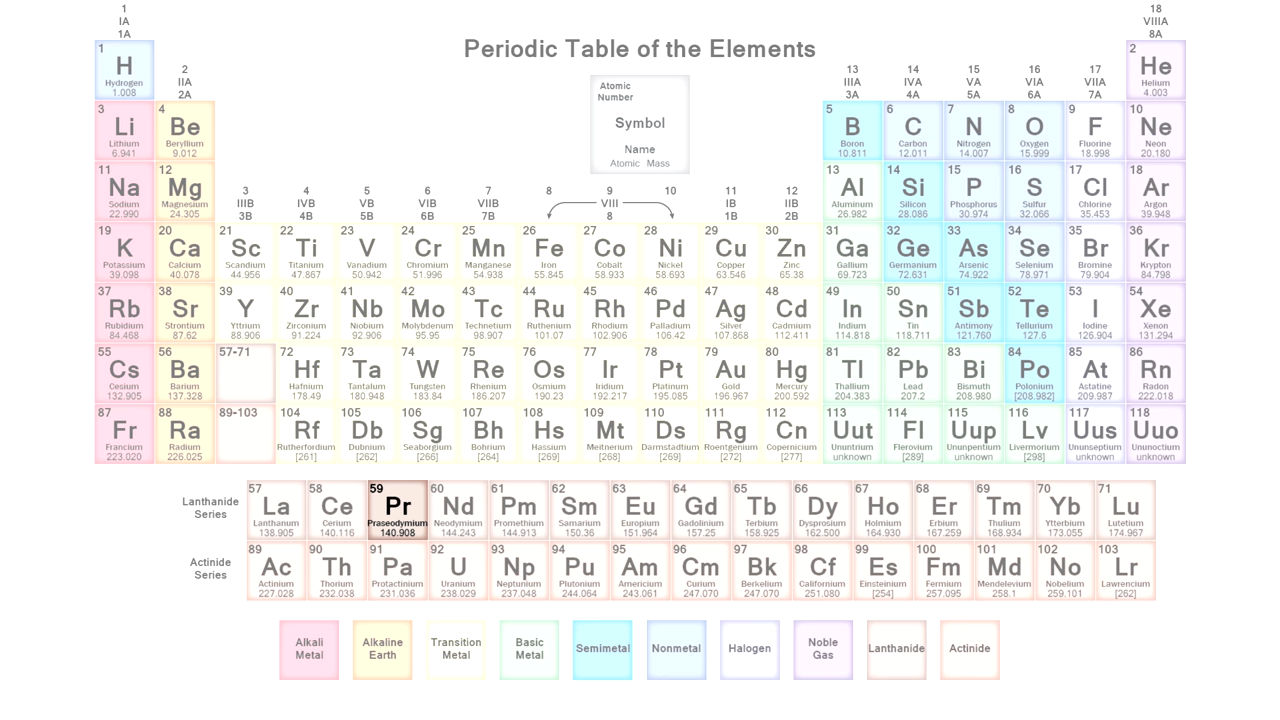 1 18
IA VIIIA
1A 8A
Periodic Table of the Elements
1 2
H He
Hydrogen Helium
1.008 4.003
2 13 14 15 16 17
IIA IIIA IVA VA VIA VIIA
2A 3A 4A 5A 6A 7A
Atomic
Number
Symbol
Name
Atomic Mass
3 4 5 6 7 8 9 10
Li Be B C N O F Ne
Lithium Beryllium Boron Carbon Nitrogen Oxygen Fluorine Neon
6.941 9.012 10.811 12.011 14.007 15.999 18.998 20.180
11 12 13 14 15 16 17 18
Na Mg Al Si P S Cl Ar
Sodium Magnesium Aluminum Silicon Phosphorus Sulfur Chlorine Argon
22.990 24.305 26.982 28.086 30.974 32.066 35.453 39.948
3 4 5 6 7 8 9 10 11 12
IIIB IVB VB VIB VIIB VIII IB IIB
3B 4B 5B 6B 7B 8 1B 2B
19 20 21 22 23 24 25 26 27 28 29 30 31 32 33 34 35 36
K Ca Sc Ti V Cr Mn Fe Co Ni Cu Zn Ga Ge As Se Br Kr
Potassium Calcium Scandium Titanium Vanadium Chromium Manganese Iron Cobalt Nickel Copper Zinc Gallium Germanium Arsenic Selenium Bromine Krypton
39.098 40.078 44.956 47.867 50.942 51.996 54.938 55.845 58.933 58.693 63.546 65.38 69.723 72.631 74.922 78.971 79.904 84.798
37 38 39 40 41 42 43 44 45 46 47 48 49 50 51 52 53 54
Rb Sr Y Zr Nb Mo Tc Ru Rh Pd Ag Cd In Sn Sb Te I Xe
Rubidium Strontium Yttrium Zirconium Niobium Molybdenum Technetium Ruthenium Rhodium Palladium Silver Cadmium Indium Tin Antimony Tellurium Iodine Xenon
84.468 87.62 88.906 91.224 92.906 95.95 98.907 101.07 102.906 106.42 107.868 112.411 114.818 118.711 121.760 127.6 126.904 131.294
55 56 57-71 72 73 74 75 76 77 78 79 80 81 82 83 84 85 86
Cs Ba Hf Ta W Re Os Ir Pt Au Hg Tl Pb Bi Po At Rn
Cesium Barium Hafnium Tantalum Tungsten Rhenium Osmium Iridium Platinum Gold Mercury Thallium Lead Bismuth Polonium Astatine Radon
132.905 137.328 178.49 180.948 183.84 186.207 190.23 192.217 195.085 196.967 200.592 204.383 207.2 208.980 [208.982] 209.987 222.018
87 88 89-103 104 105 106 107 108 109 110 111 112 113 114 115 116 117 118
Fr Ra Rf Db Sg Bh Hs Mt Ds Rg Cn Uut Fl Uup Lv Uus Uuo
Francium Radium Rutherfordium Dubnium Seaborgium Bohrium Hassium Meitnerium Darmstadtium Roentgenium Copernicium Ununtrium Flerovium Ununpentium Livermorium Ununseptium Ununoctium
223.020 226.025 [261] [262] [266] [264] [269] [268] [269] [272] [277] unknown [289] unknown [298] unknown unknown
Lanthanide
Series
57 58 59 60 61 62 63 64 65 66 67 68 69 70 71
La Ce Pr Nd Pm Sm Eu Gd Tb Dy Ho Er Tm Yb Lu
Lanthanum Cerium Praseodymium Neodymium Promethium Samarium Europium Gadolinium Terbium Dysprosium Holmium Erbium Thulium Ytterbium Lutetium
138.905 140.116 140.908 144.243 144.913 150.36 151.964 157.25 158.925 162.500 164.930 167.259 168.934 173.055 174.967
Actinide
Series
89 90 91 92 93 94 95 96 97 98 99 100 101 102 103
Ac Th Pa U Np Pu Am Cm Bk Cf Es Fm Md No Lr
Actinium Thorium Protactinium Uranium Neptunium Plutonium Americium Curium Berkelium Californium Einsteinium Fermium Mendelevium Nobelium Lawrencium
227.028 232.038 231.036 238.029 237.048 244.064 243.061 247.070 247.070 251.080 [254] 257.095 258.1 259.101 [262]
Alkali Alkaline Transition Basic Semimetal Nonmetal Halogen Noble Lanthanide Actinide
Metal Earth Metal Metal Gas